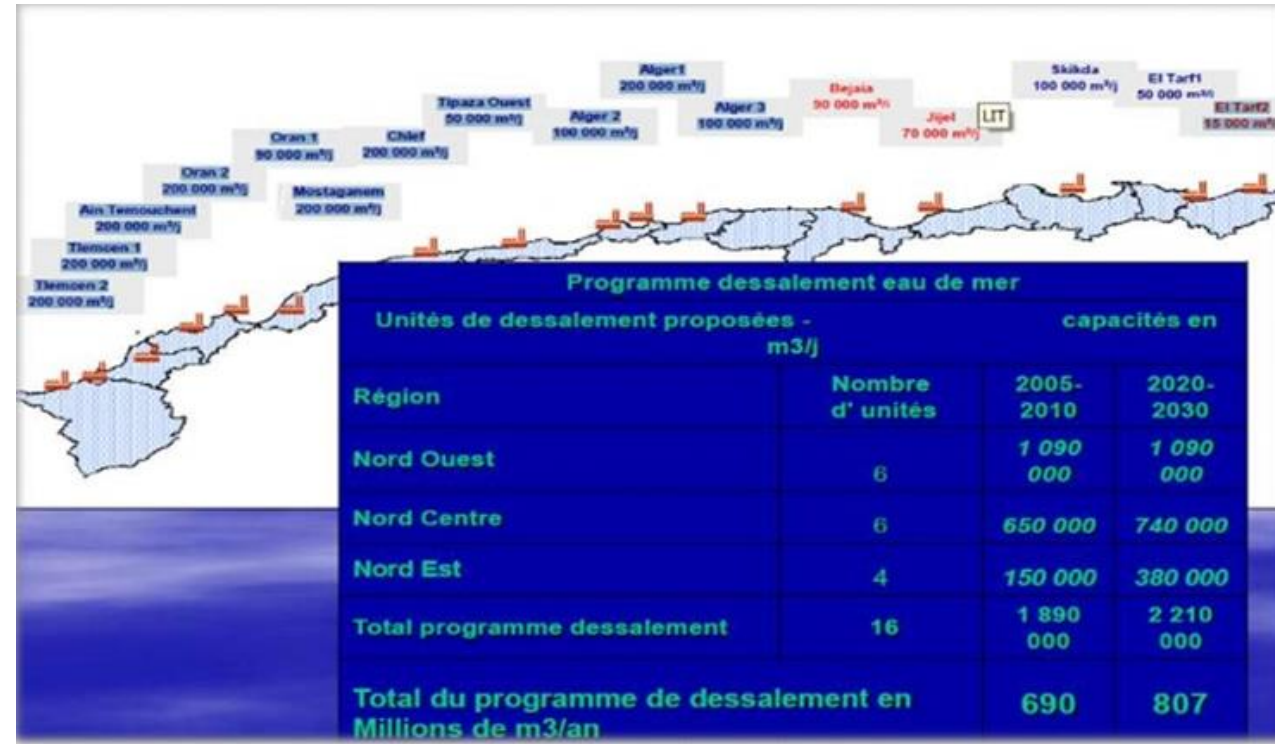 Alger1
200 000 m³/j
Skikda
100 000 m³/j
El Tarf1
50 000 m³/j
Bejaia
90 000 m³/j
Tipaza Ouest
50 000 m³/j
Alger 2
100 000 m³/j
Alger 3
100 000 m³/j
Jijel
70 000 m³/j
LIT
El Tarf2
15 000 m³/j
Oran 1
90 000 m³/j
Chlef
200 000 m³/j
Oran 2
200 000 m³/j
Mostaganem
200 000 m³/j
Ain Temouchent
200 000 m³/j
Tlemcen 1
200 000 m³/j
Tlemcen 2
200 000 m³/j
Programme dessalement eau de mer
Unités de dessalement proposées - capacités en
m3/j
Région Nombre d' unités 2005-2010 2020-2030
Nord Ouest 6 1 090 000 1 090 000
Nord Centre 6 650 000 740 000
Nord Est 4 150 000 380 000
Total programme dessalement 16 1 890 000 2 210 000
Total du programme de dessalement en
Millions de m3/an 690 807